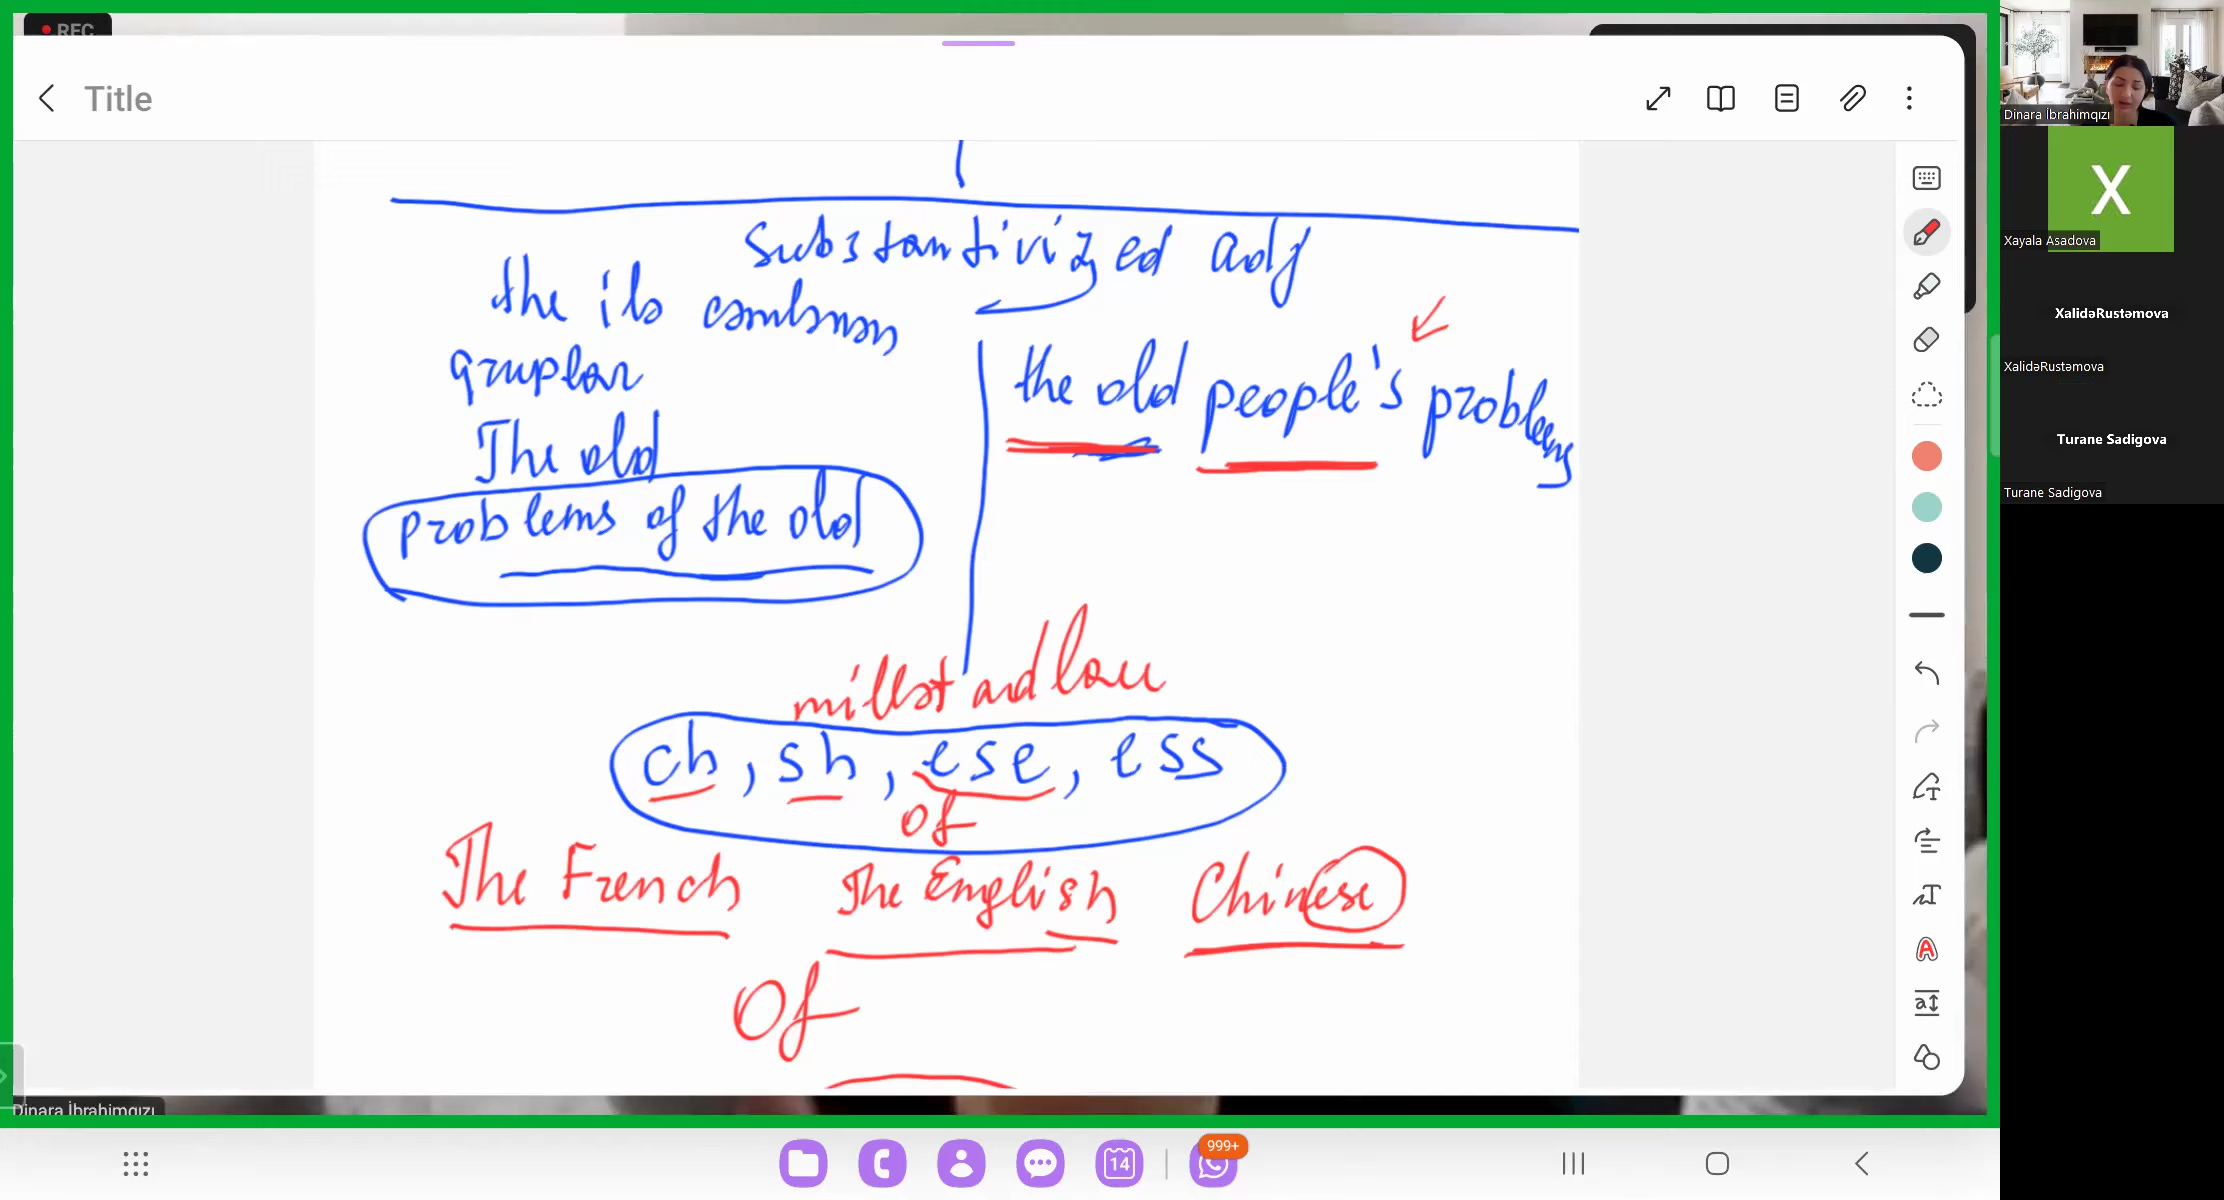 REC
Title
Substantivized adj
the ilə
qruplar
The old
problems of the old
the old people's problems
millət adları
ch, sh, ese, ess
of
The French The English Chinese
Of
Dinara İbrahimqızı
14
999+
Dinara İbrahimqızı
X
Xayala Asadova
XalidəRustəmova
XalidəRustəmova
Turane Sadigova
Turane Sadigova